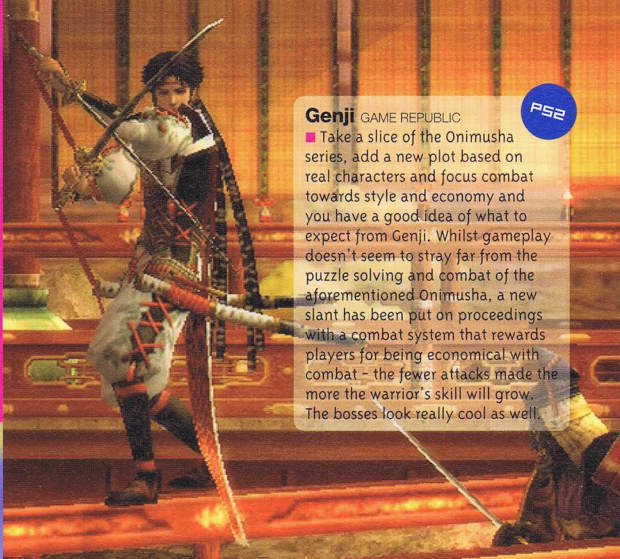 PS2
Genji GAME REPUBLIC
■ Take a slice of the Onimusha
series, add a new plot based on
real characters and focus combat
towards style and economy and
you have a good idea of what to
expect from Genji. Whilst gameplay
doesn't seem to stray far from the
puzzle solving and combat of the
aforementioned Onimusha, a new
slant has been put on proceedings
with a combat system that rewards
players for being economical with
combat – the fewer attacks made the
more the warrior's skill will grow.
The bosses look really cool as well.